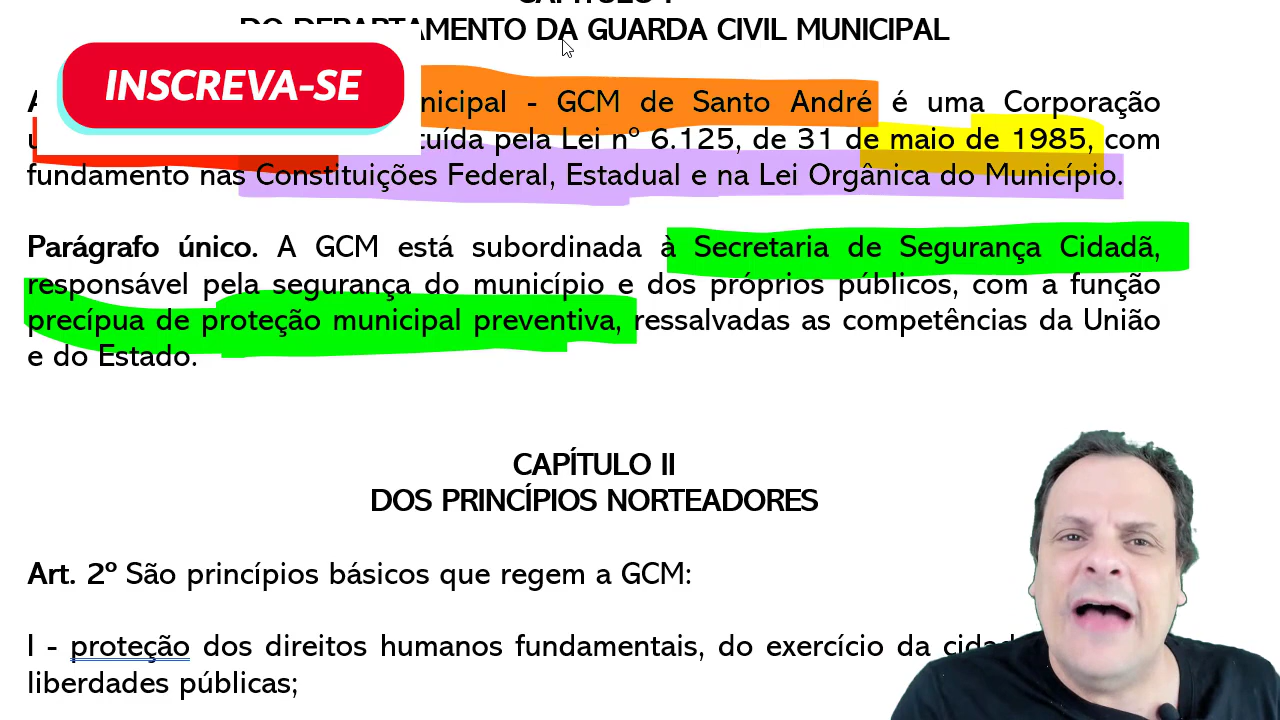 CAPÍTULO I
DO DEPARTAMENTO DA GUARDA CIVIL MUNICIPAL
INSCREVA-SE
nicipal - GCM de Santo André é uma Corporação
tuída pela Lei nº 6.125, de 31 de maio de 1985, com
fundamento nas Constituições Federal, Estadual e na Lei Orgânica do Município.
Parágrafo único. A GCM está subordinada à Secretaria de Segurança Cidadã,
responsável pela segurança do município e dos próprios públicos, com a função
precípua de proteção municipal preventiva, ressalvadas as competências da União
e do Estado.
CAPÍTULO II
DOS PRINCÍPIOS NORTEADORES
Art. 2º São princípios básicos que regem a GCM:
I - proteção dos direitos humanos fundamentais, do exercício da cidad
liberdades públicas;